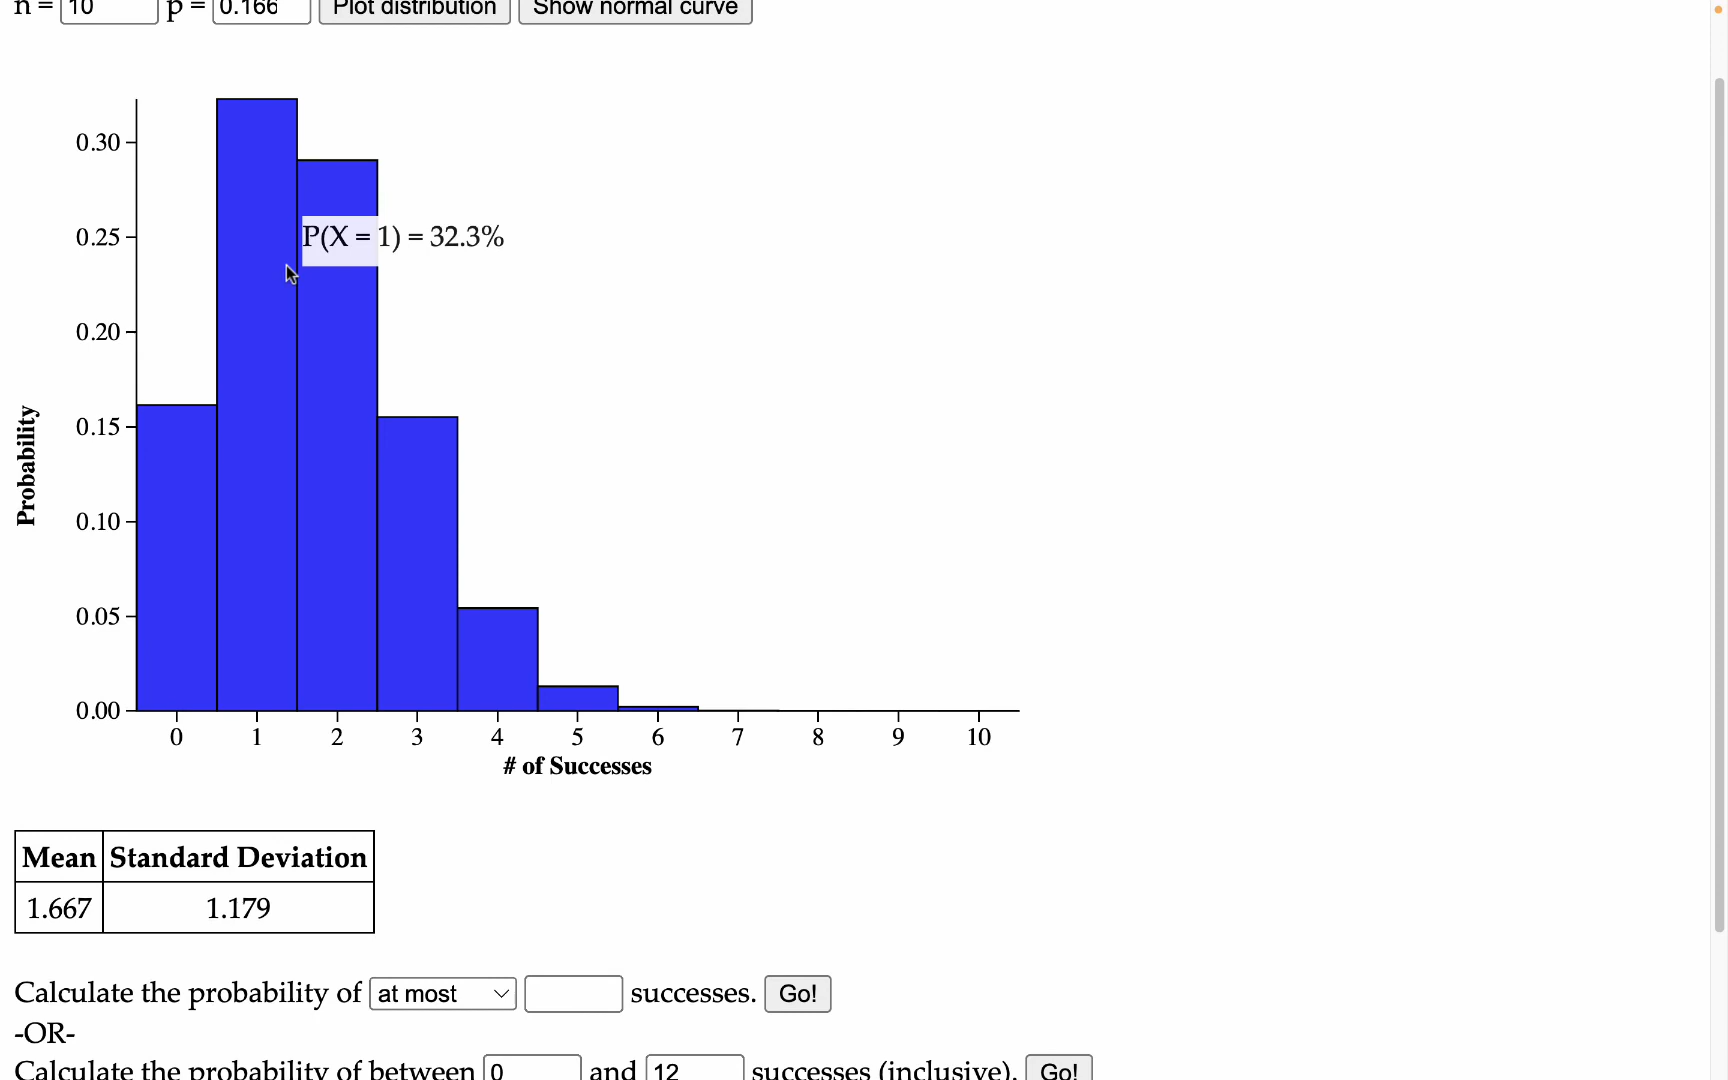 n = 10 p = 0.166 Plot distribution Show normal curve
0.30
0.25
P(X = 1) = 32.3%
0.20
0.15
0.10
0.05
0.00
Probability
0 1 2 3 4 5 6 7 8 9 10
# of Successes
Mean Standard Deviation
1.667 1.179
Calculate the probability of at most successes. Go!
-OR-
Calculate the probability of between 0 and 12 successes (inclusive). Go!